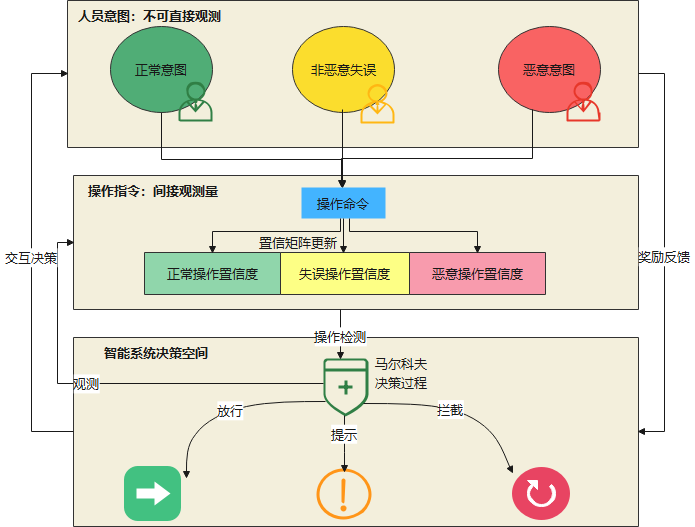 人员意图：不可直接观测
正常意图
非恶意失误
恶意意图
操作指令：间接观测量
操作命令
置信矩阵更新
正常操作置信度
失误操作置信度
恶意操作置信度
交互决策
奖励反馈
操作检测
智能系统决策空间
马尔科夫
决策过程
观测
放行
提示
拦截